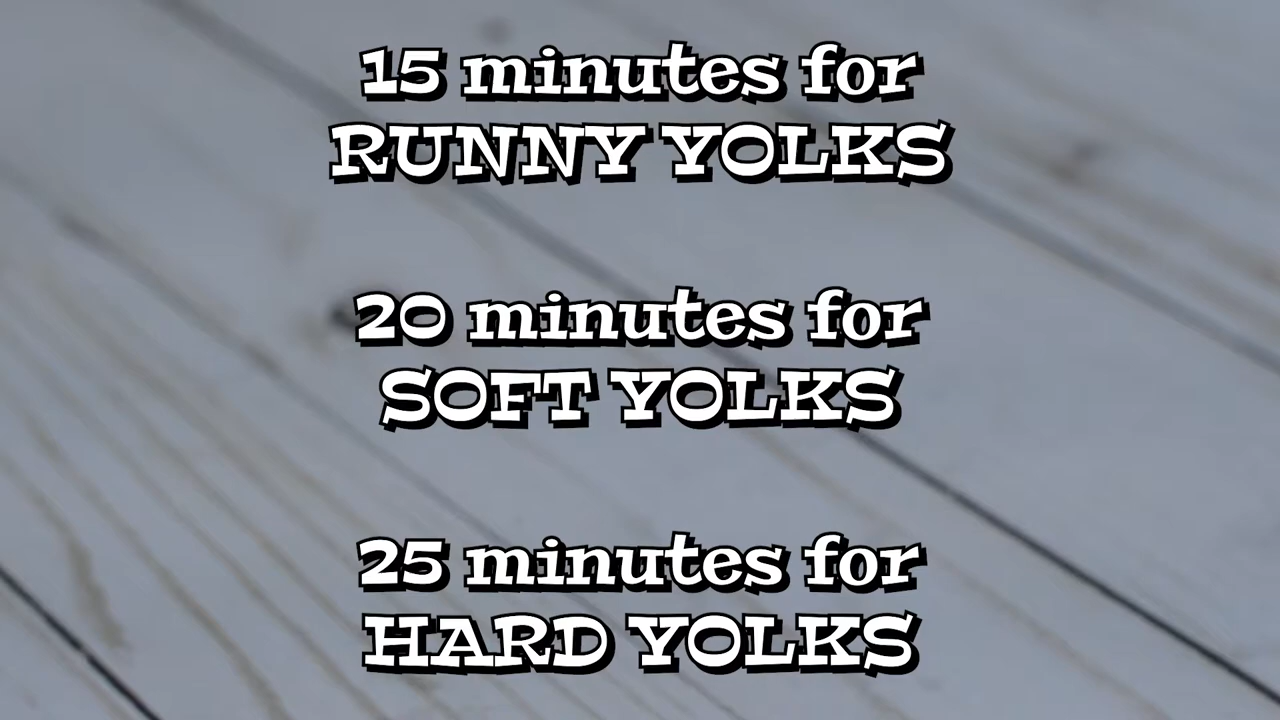 15 minutes for
RUNNY YOLKS
20 minutes for
SOFT YOLKS
25 minutes for
HARD YOLKS